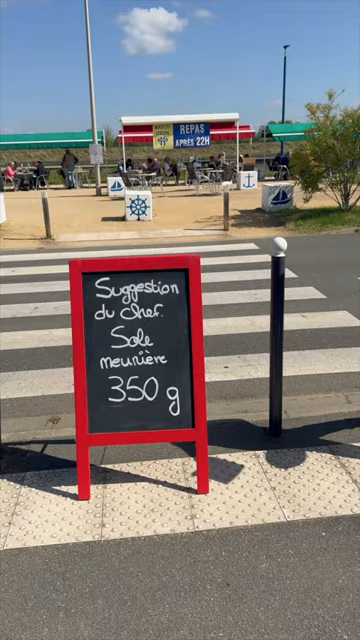 REPAS
APRÈS 22H
Suggestion
du chef.
Sole
meunière
350 g